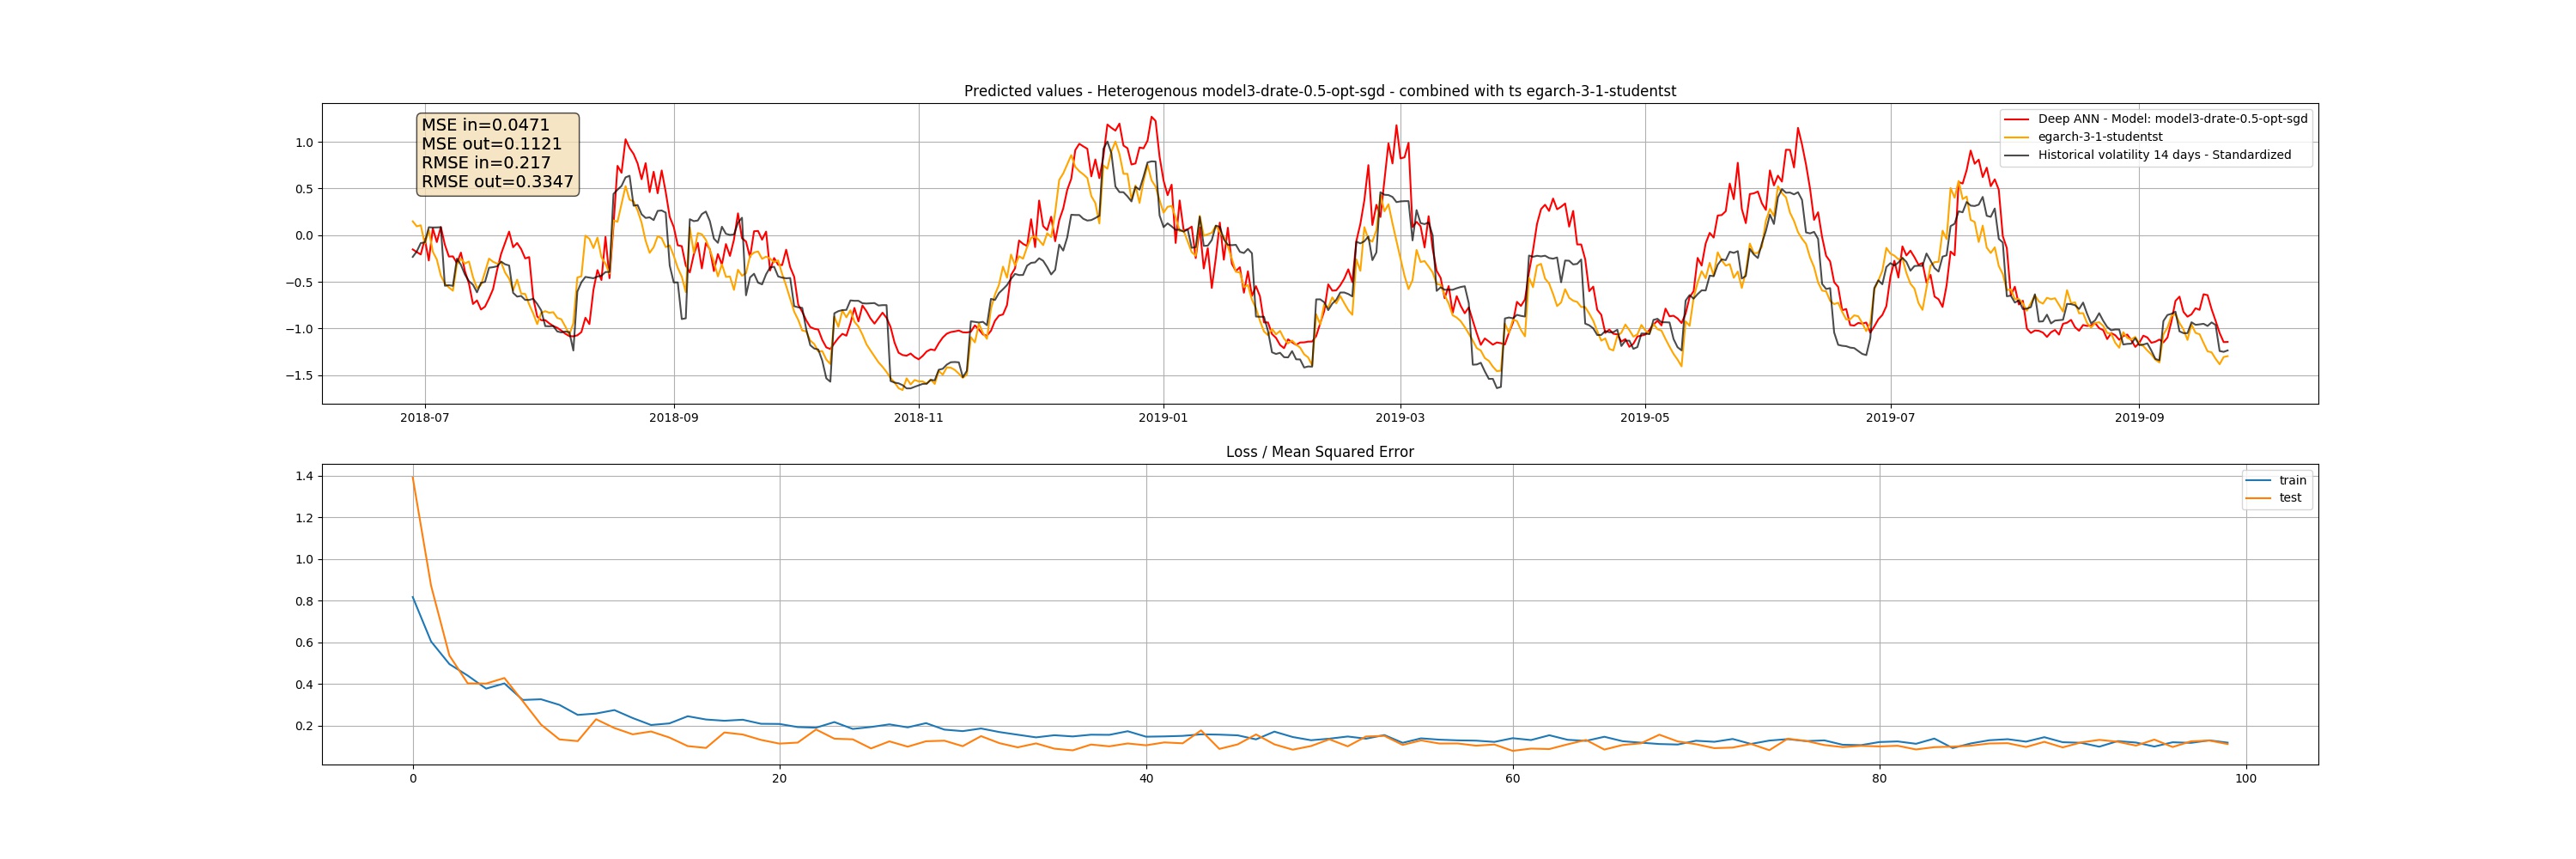 Predicted values - Heterogenous model3-drate-0.5-opt-sgd - combined with ts egarch-3-1-studentst
MSE in=0.0471
MSE out=0.1121
RMSE in=0.217
RMSE out=0.3347
Deep ANN - Model: model3-drate-0.5-opt-sgd
egarch-3-1-studentst
Historical volatility 14 days - Standardized
1.0
0.5
0.0
−0.5
−1.0
−1.5
2018-07 2018-09 2018-11 2019-01 2019-03 2019-05 2019-07 2019-09
Loss / Mean Squared Error
train
test
1.4
1.2
1.0
0.8
0.6
0.4
0.2
0 20 40 60 80 100